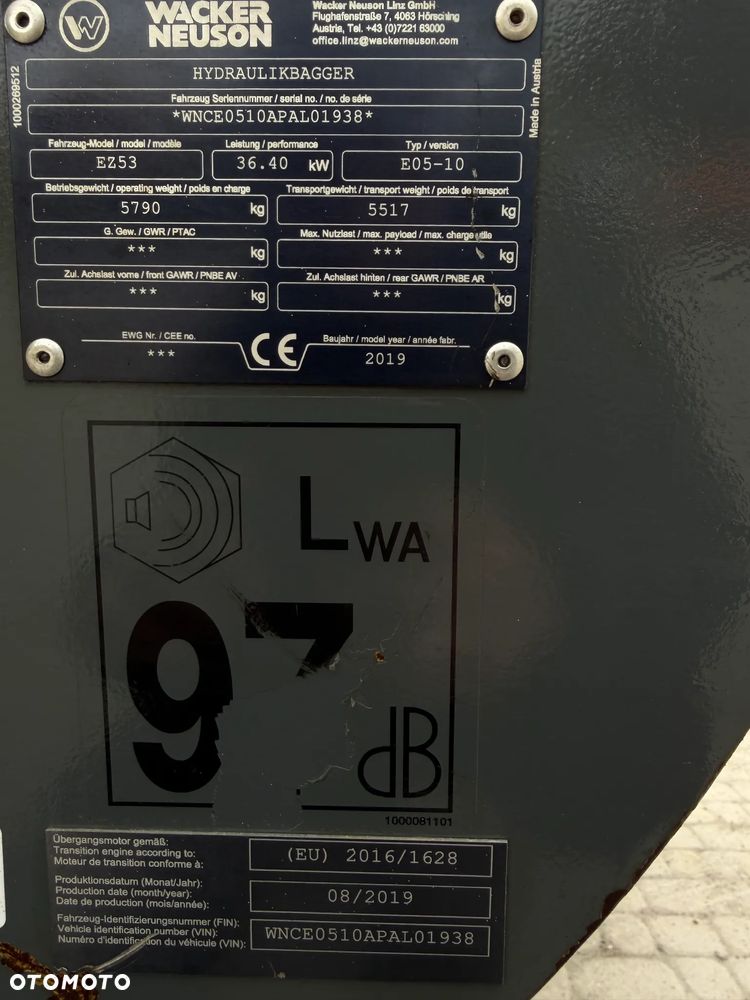 WACKER
NEUSON
Wacker Neuson Linz GmbH
Flughafenstraße 7, 4063 Hörsching
Austria, Tel. +43 (0)7221 63000
office.linz@wackerneuson.com
1000269512
Made in Austria
HYDRAULIKBAGGER
Fahrzeug Seriennummer / serial no. / no. de série
*WNCE0510APAL01938*
Fahrzeug-Model / model / modèle
Leistung / performance
Typ / version
EZ53
36.40 kW
E05-10
Betriebsgewicht / operating weight / poids en charge
Transportgewicht / transport weight / poids de transport
5790 kg
5517 kg
G. Gew. / GWR / PTAC
Max. Nutzlast / max. payload / max. charge utile
*** kg
*** kg
Zul. Achslast vorne / front GAWR / PNBE AV
Zul. Achslast hinten / rear GAWR / PNBE AR
*** kg
*** kg
EWG Nr. / CEE no.
***
CE
Baujahr / model year / année fabr.
2019
LWA
97
dB
1000081101
Übergangsmotor gemäß:
Transition engine according to:
Moteur de transition conforme à:
(EU) 2016/1628
Produktionsdatum (Monat/Jahr):
Production date (month/year):
Date de production (mois/année):
08/2019
Fahrzeug-Identifizierungsnummer (FIN):
Vehicle identification number (VIN):
Numéro d'identification du véhicule (VIN):
WNCE0510APAL01938
OTOMOTO
OTOMOTO